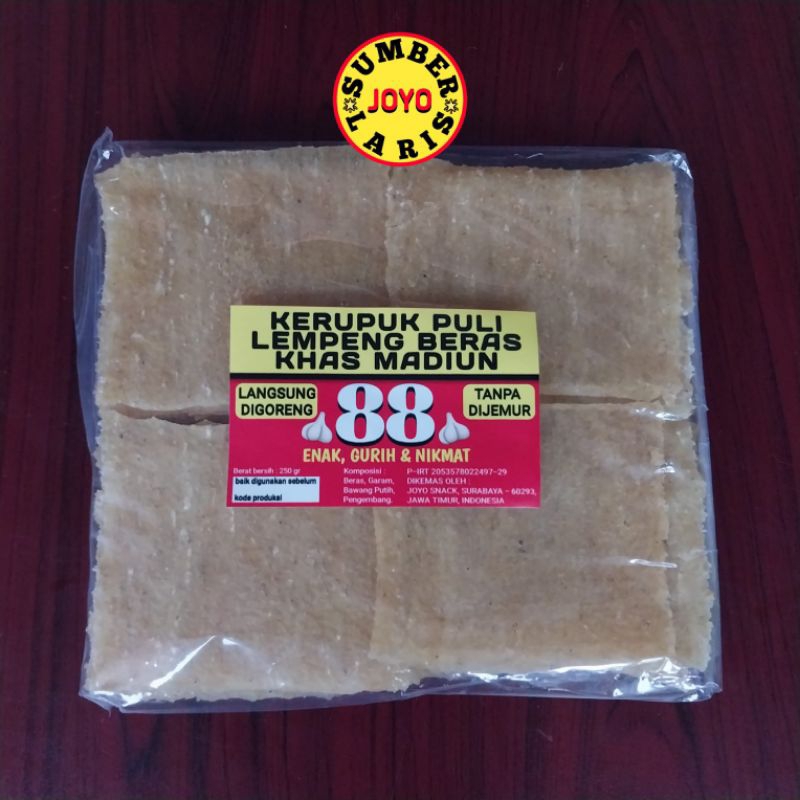 SUMBER
JOYO
LARIS
KERUPUK PULI
LEMPENG BERAS
KHAS MADIUN
LANGSUNG
DIGORENG
88
TANPA
DIJEMUR
ENAK, GURIH & NIKMAT
Berat bersih : 250 gr
baik digunakan sebelum
kode produksi
Komposisi :
Beras, Garam,
Bawang Putih,
Pengembang.
P-IRT 2053578022497-29
DIKEMAS OLEH :
JOYO SNACK, SURABAYA - 60293,
JAWA TIMUR, INDONESIA